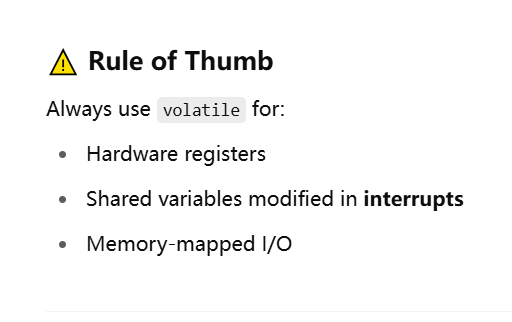 ⚠️ Rule of Thumb
Always use volatile for:
• Hardware registers
• Shared variables modified in interrupts
• Memory-mapped I/O